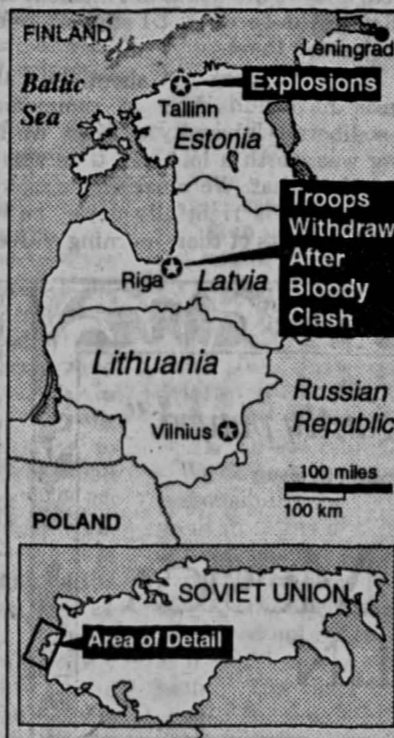 FINLAND
Leningrad
Baltic
Sea
Explosions
Tallinn
Estonia
Troops
Withdraw
After
Bloody
Clash
Riga
Latvia
Lithuania
Russian
Republic
Vilnius
100 miles
100 km
POLAND
SOVIET UNION
Area of Detail